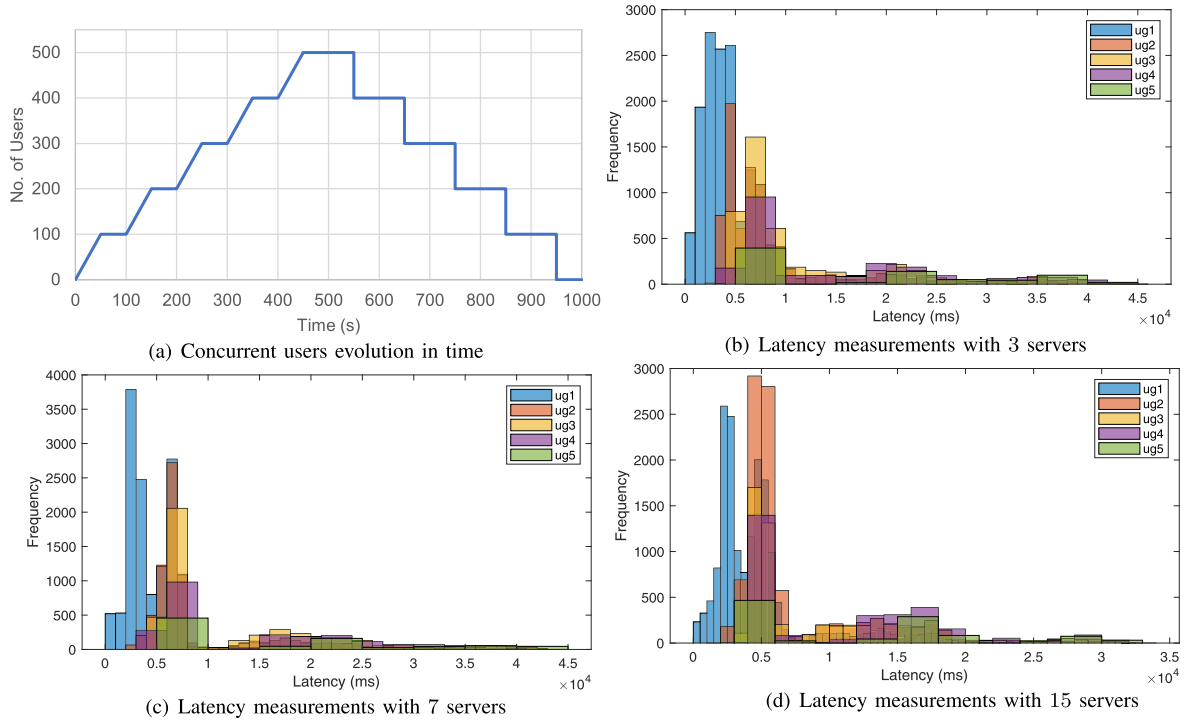 500
400
300
200
100
0
No. of Users
0 100 200 300 400 500 600 700 800 900 1000
Time (s)
(a) Concurrent users evolution in time
3000
2500
2000
1500
1000
500
0
Frequency
ug1
ug2
ug3
ug4
ug5
0 0.5 1 1.5 2 2.5 3 3.5 4 4.5
Latency (ms)
×10⁴
(b) Latency measurements with 3 servers
4000
3500
3000
2500
2000
1500
1000
500
0
Frequency
ug1
ug2
ug3
ug4
ug5
0 0.5 1 1.5 2 2.5 3 3.5 4 4.5
Latency (ms)
×10⁴
(c) Latency measurements with 7 servers
3000
2500
2000
1500
1000
500
0
Frequency
ug1
ug2
ug3
ug4
ug5
0 0.5 1 1.5 2 2.5 3 3.5
Latency (ms)
×10⁴
(d) Latency measurements with 15 servers